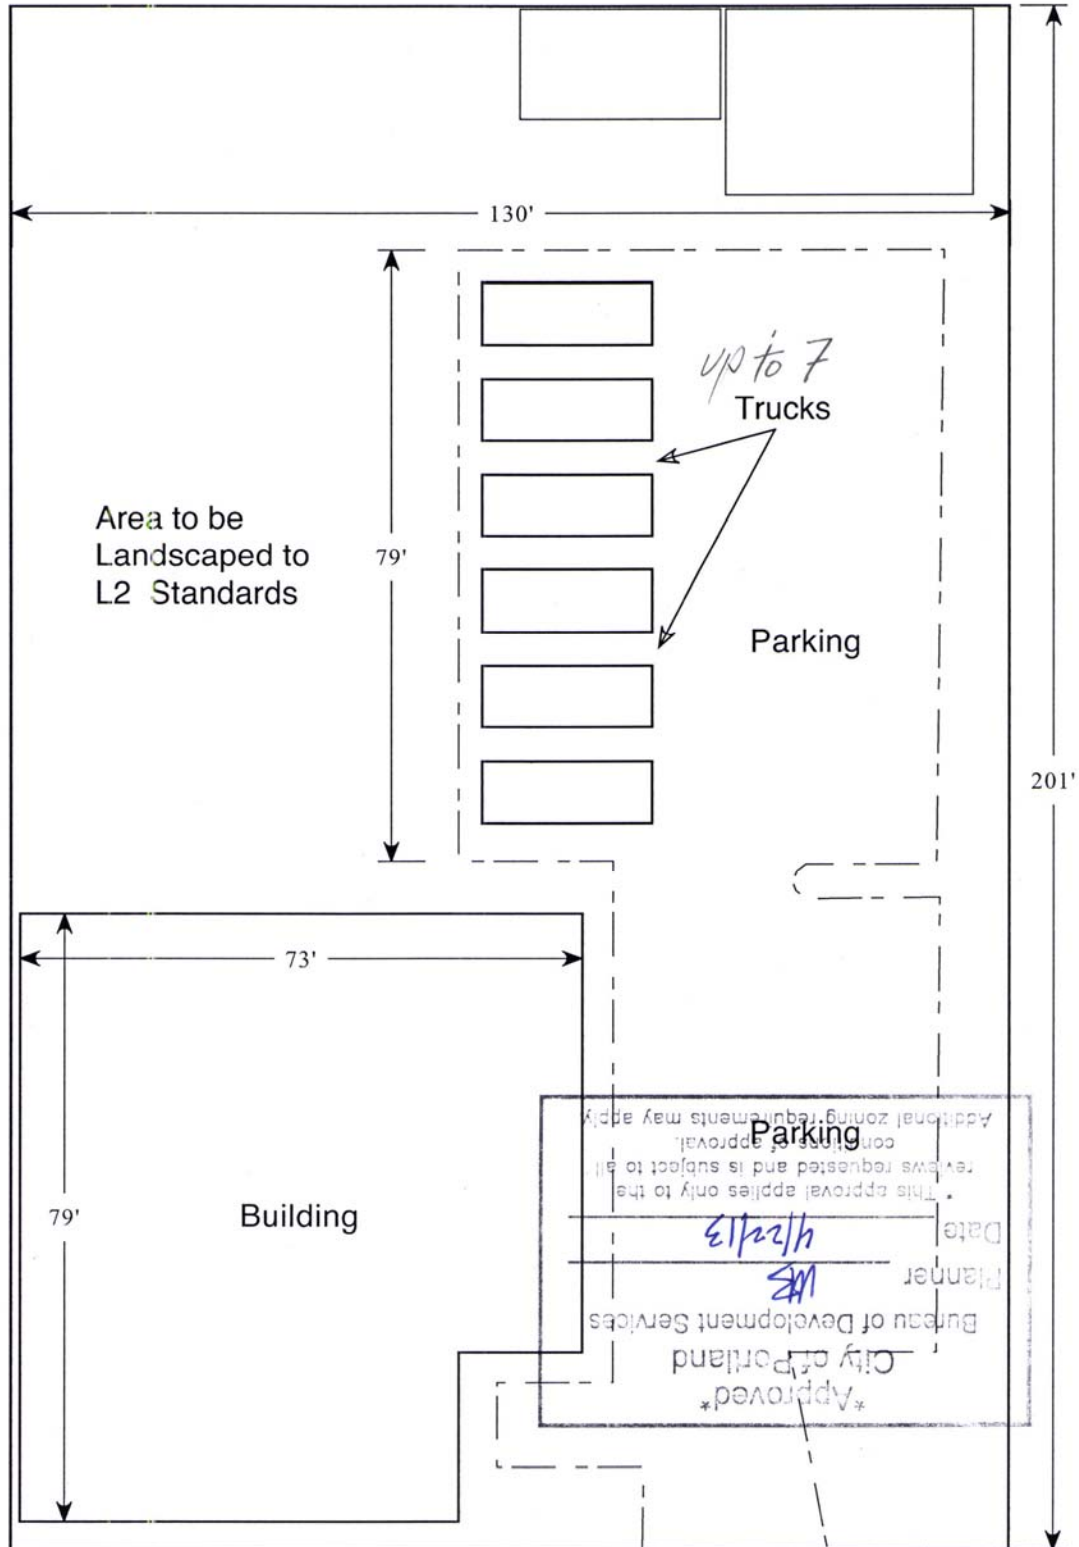 130'
up to 7
Trucks
Area to be
Landscaped to
L2 Standards
79'
Parking
201'
73'
79'
Building
Parking
*Approved*
City of Portland
Bureau of Development Services
Planner
Date 4/22/13
* This approval applies only to the
reviews requested and is subject to all
conditions of approval.
Additional zoning requirements may apply